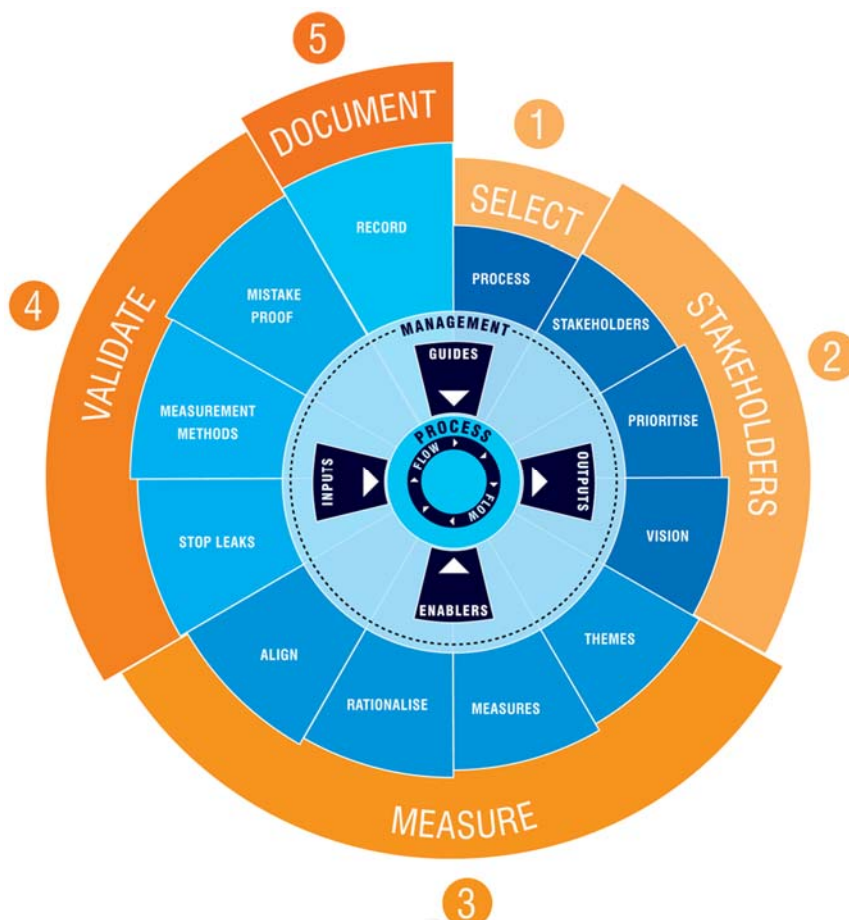 5
DOCUMENT
1
SELECT
RECORD
PROCESS
4
VALIDATE
MISTAKE
PROOF
STAKEHOLDERS
2
STAKEHOLDERS
MANAGEMENT
GUIDES
MEASUREMENT
METHODS
PRIORITISE
PROCESS
FLOW
FLOW
INPUTS
OUTPUTS
STOP LEAKS
VISION
ENABLERS
ALIGN
THEMES
RATIONALISE
MEASURES
MEASURE
3